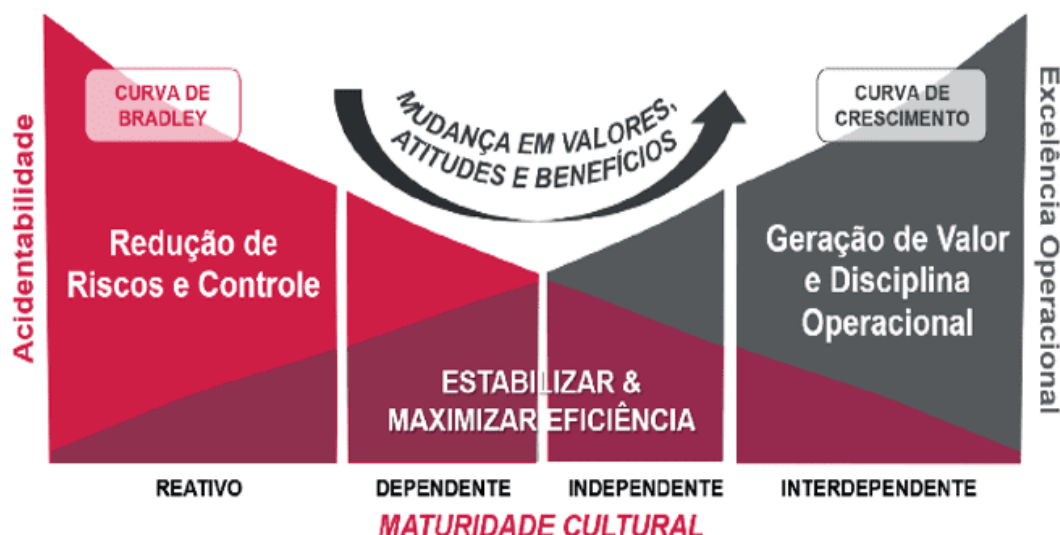 CURVA DE
BRADLEY
MUDANÇA EM VALORES,
ATITUDES E BENEFÍCIOS
CURVA DE
CRESCIMENTO
Acidentabilidade
Redução de
Riscos e Controle
Geração de Valor
e Disciplina
Operacional
Excelência Operacional
ESTABILIZAR &
MAXIMIZAR EFICIÊNCIA
REATIVO
DEPENDENTE
INDEPENDENTE
INTERDEPENDENTE
MATURIDADE CULTURAL